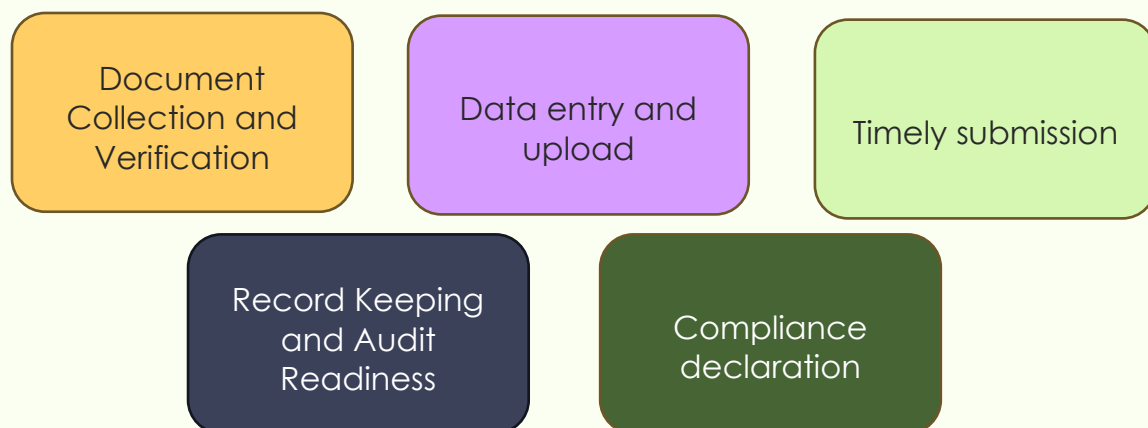 Document
Collection and
Verification
Data entry and
upload
Timely submission
Record Keeping
and Audit
Readiness
Compliance
declaration